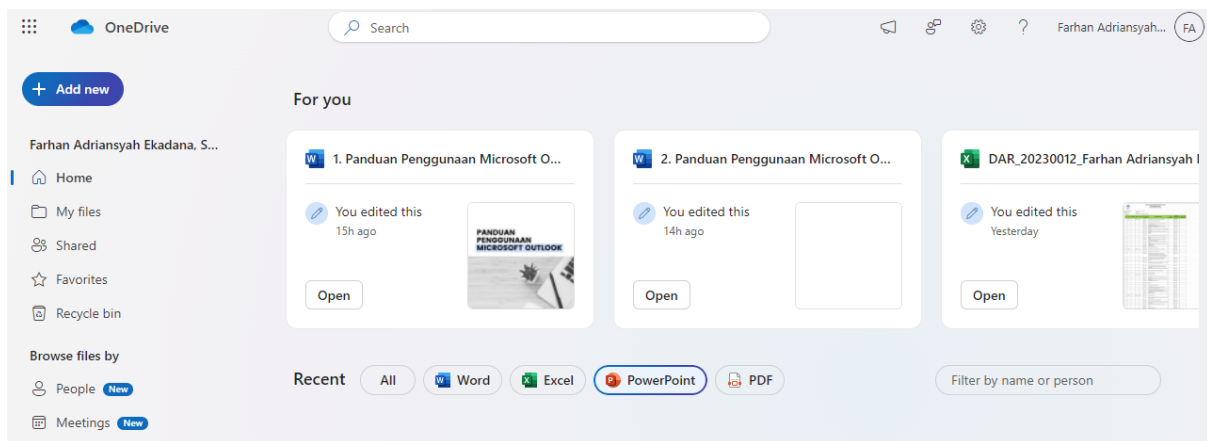 OneDrive
Search
Farhan Adriansyah...
FA
Add new
For you
Farhan Adriansyah Ekadana, S...
Home
My files
Shared
Favorites
Recycle bin
Browse files by
People New
Meetings New
1. Panduan Penggunaan Microsoft O...
You edited this
15h ago
PANDUAN
PENGGUNAAN
MICROSOFT OUTLOOK
Open
2. Panduan Penggunaan Microsoft O...
You edited this
14h ago
Open
DAR_20230012_Farhan Adriansyah
You edited this
Yesterday
Open
Recent All Word Excel PowerPoint PDF
Filter by name or person